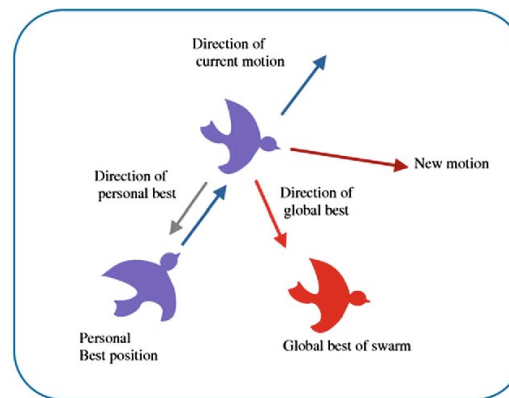 Direction of
current motion
New motion
Direction of
personal best
Direction of
global best
Personal
Best position
Global best of swarm